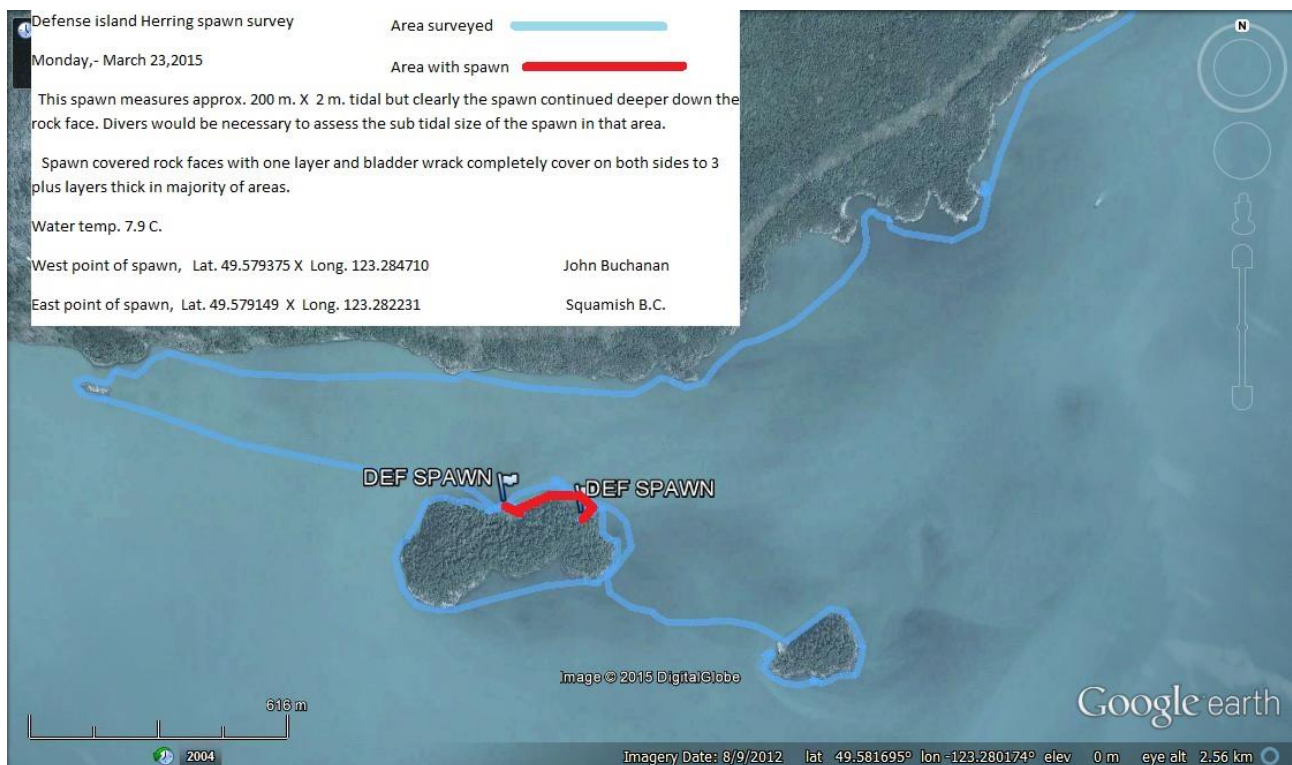 Defense island Herring spawn survey
Area surveyed
Monday,- March 23,2015
Area with spawn
This spawn measures approx. 200 m. X 2 m. tidal but clearly the spawn continued deeper down the
rock face. Divers would be necessary to assess the sub tidal size of the spawn in that area.
Spawn covered rock faces with one layer and bladder wrack completely cover on both sides to 3
plus layers thick in majority of areas.
Water temp. 7.9 C.
West point of spawn, Lat. 49.579375 X Long. 123.284710
John Buchanan
East point of spawn, Lat. 49.579149 X Long. 123.282231
Squamish B.C.
N
DEF SPAWN
DEF SPAWN
Image © 2015 DigitalGlobe
616 m
Google earth
2004
Imagery Date: 8/9/2012 lat 49.581695° lon -123.280174° elev 0 m eye alt 2.56 km